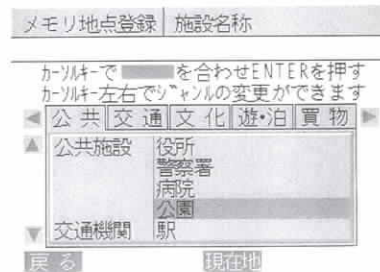 メモリ地点登録 施設名称
カーソルキーで を合わせENTERを押す
カーソルキー左右でジャンルの変更ができます
公共 交通 文化 遊・泊 買物
公共施設 役所
警察署
病院
公園
交通機関 駅
戻る 現在地